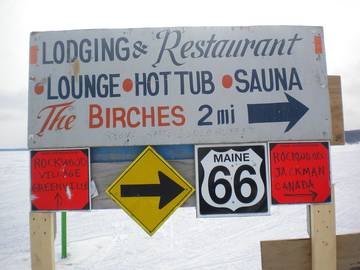 LODGING & Restaurant
• LOUNGE • HOT TUB • SAUNA
The BIRCHES 2 mi
ROCKWOOD
VILLAGE
GREENVILLE
MAINE
66
ROCKWOOD
JACKMAN
CANADA